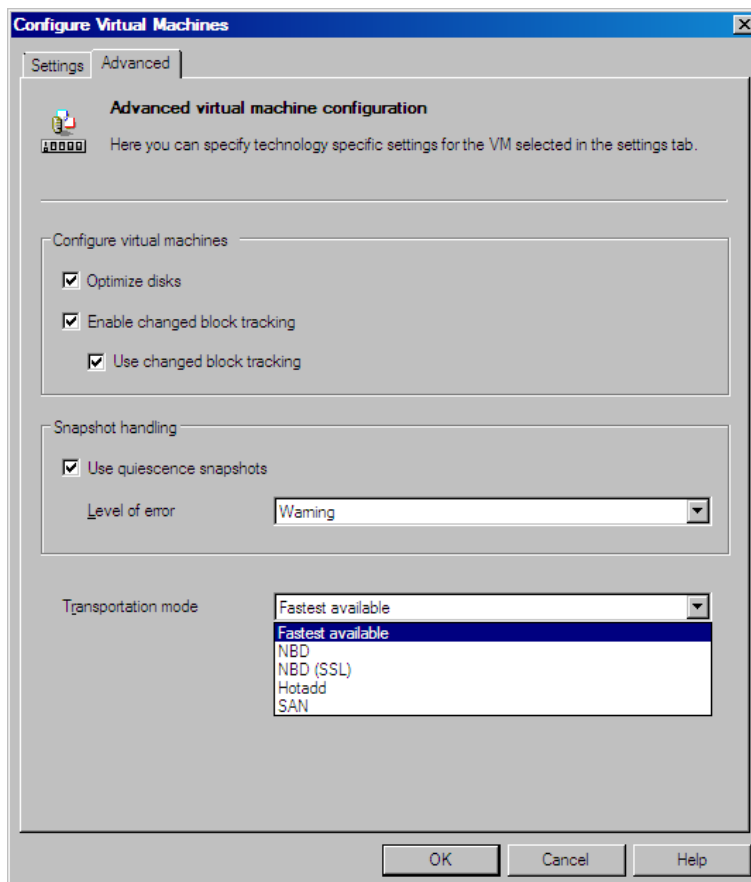 Configure Virtual Machines
Settings
Advanced
Advanced virtual machine configuration
Here you can specify technology specific settings for the VM selected in the settings tab.
Configure virtual machines
Optimize disks
Enable changed block tracking
Use changed block tracking
Snapshot handling
Use quiescence snapshots
Level of error
Warning
Transportation mode
Fastest available
Fastest available
NBD
NBD (SSL)
Hotadd
SAN
OK
Cancel
Help